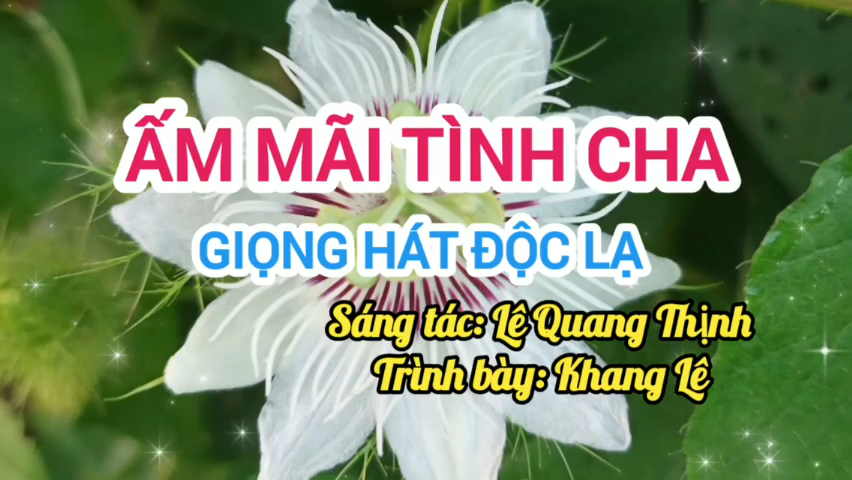 ẤM MÃI TÌNH CHA
GIỌNG HÁT ĐỘC LẠ
Sáng tác: Lê Quang Thịnh
Trình bày: Khang Lê